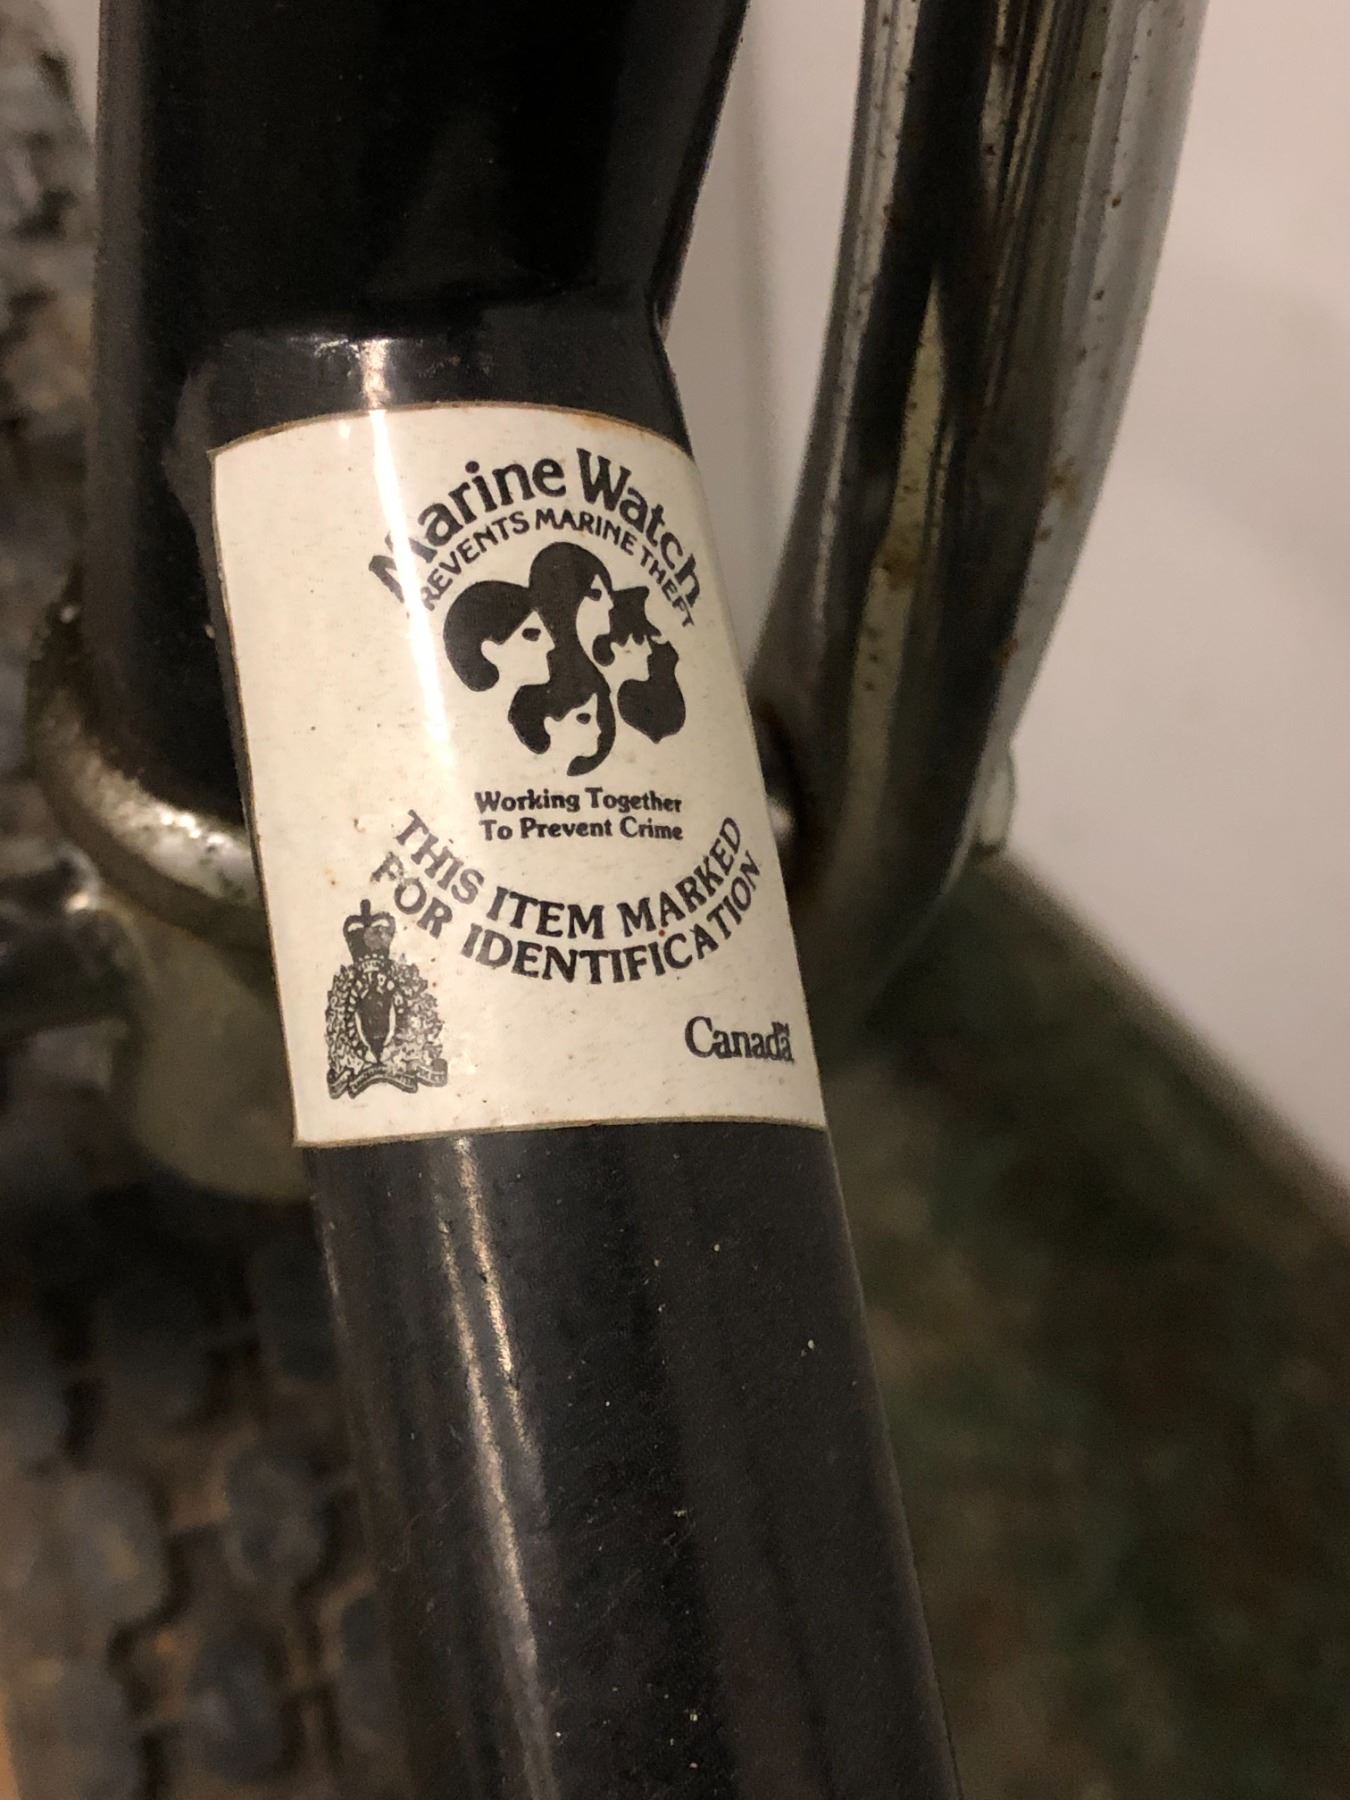 Marine Watch
PREVENTS MARINE THEFT
Working Together
To Prevent Crime
THIS ITEM MARKED
FOR IDENTIFICATION
Canada